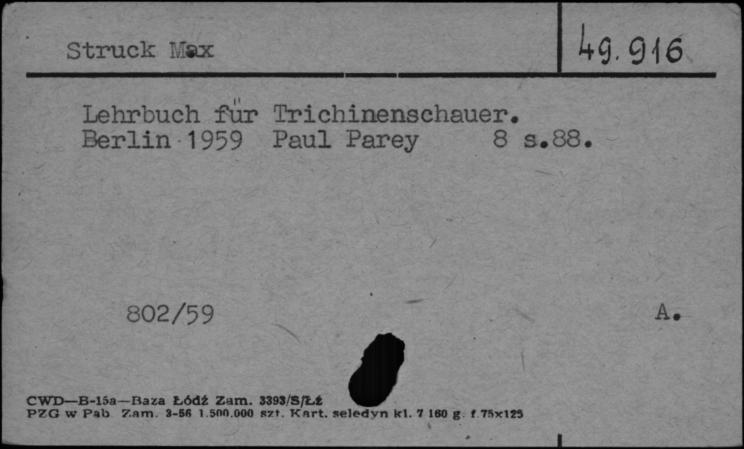 Struck Max
49.916
Lehrbuch für Trichinenschauer.
Berlin 1959 Paul Parey 8 s.88.
802/59
A.
CWD—B-15a—Baza Łódź Zam. 3393/S/Łź
PZG w Pab. Zam. 3-56 1.500.000 szt. Kart. seledyn kl. 7 160 g. f.75x125